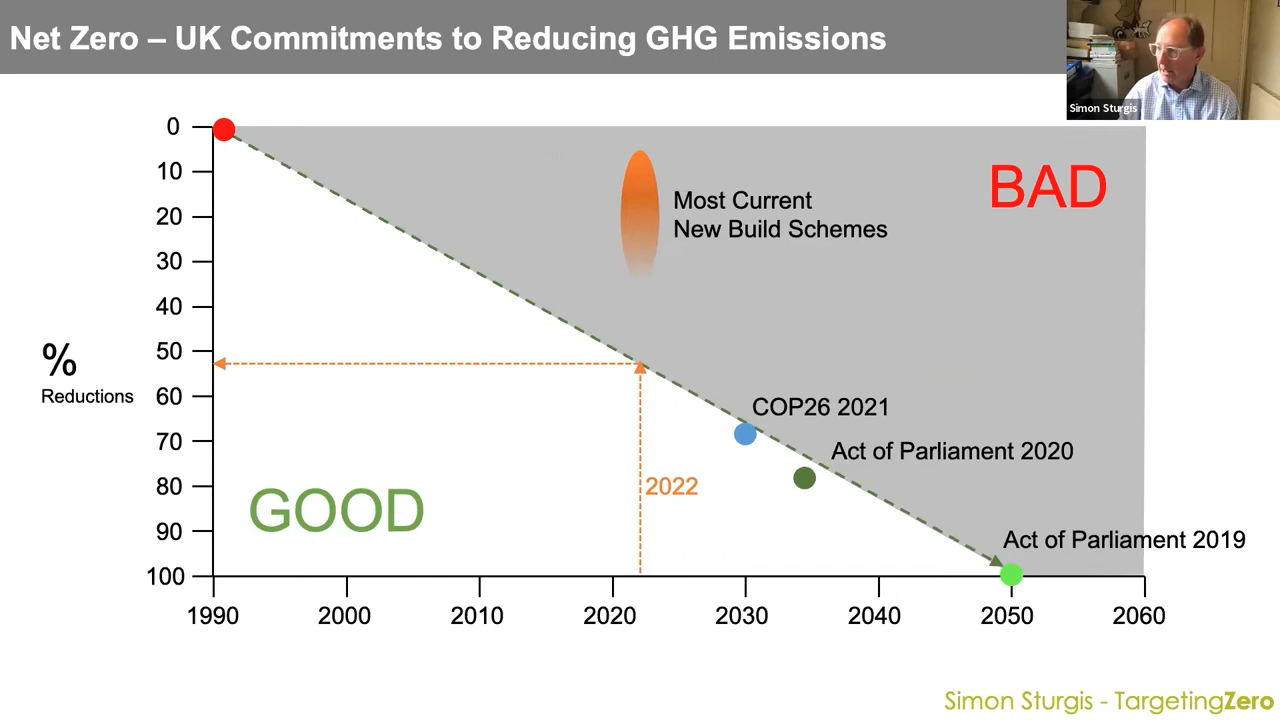 Net Zero – UK Commitments to Reducing GHG Emissions
Simon Sturgis
0
10
20
30
40
50
60
70
80
90
100
%
Reductions
BAD
Most Current
New Build Schemes
COP26 2021
Act of Parliament 2020
2022
GOOD
Act of Parliament 2019
1990 2000 2010 2020 2030 2040 2050 2060
Simon Sturgis - TargetingZero